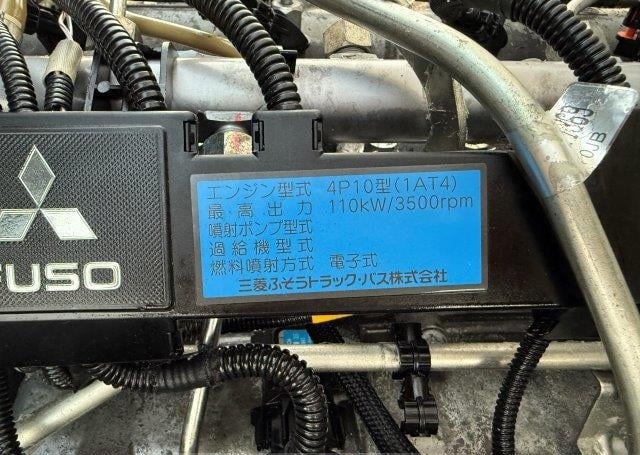 FUSO
エンジン型式 4P10型(1AT4)
最高出力 110kW/3500rpm
噴射ポンプ型式
過給機型式
燃料噴射方式 電子式
三菱ふそうトラック・バス株式会社